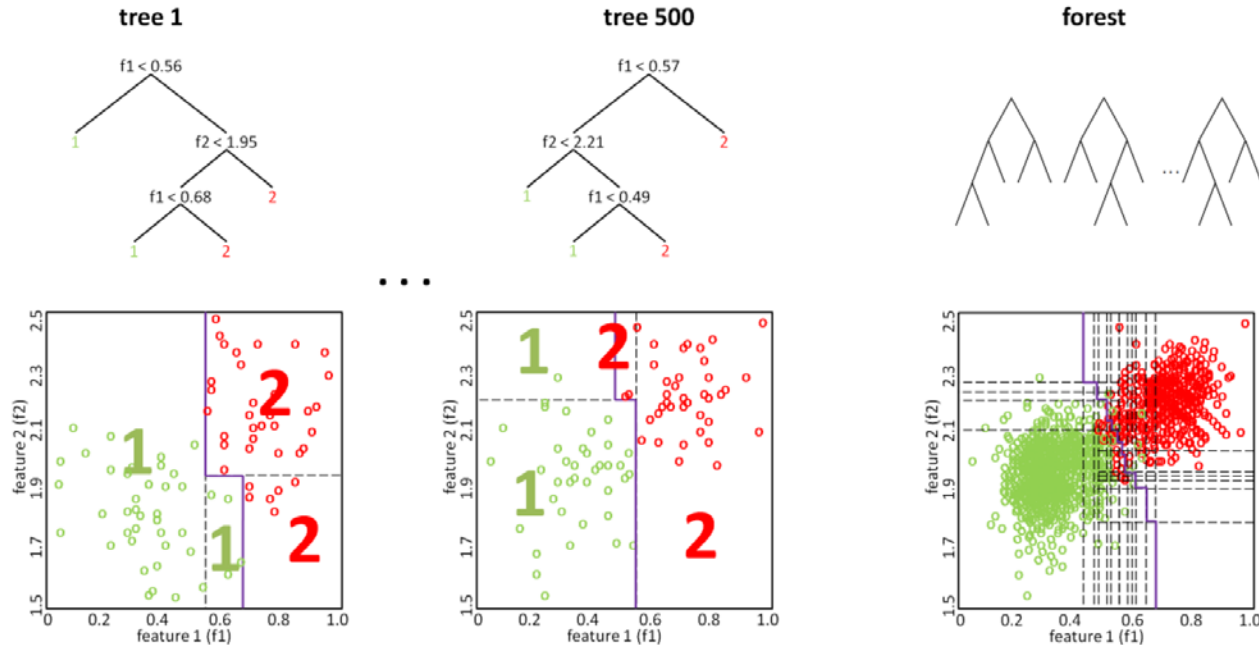 tree 1
tree 500
forest
f1 < 0.56
1
f2 < 1.95
f1 < 0.68
2
1
2
f1 < 0.57
f2 < 2.21
2
1
f1 < 0.49
1
2
...
...
2.5
2.3
2.1
1.9
1.7
1.5
feature 2 (f2)
1
2
1
2
0 0.2 0.4 0.6 0.8 1.0
feature 1 (f1)
2.5
2.3
2.1
1.9
1.7
1.5
feature 2 (f2)
1
2
1
2
0 0.2 0.4 0.6 0.8 1.0
feature 1 (f1)
2.5
2.3
2.1
1.9
1.7
1.5
feature 2 (f2)
0 0.2 0.4 0.6 0.8 1.0
feature 1 (f1)